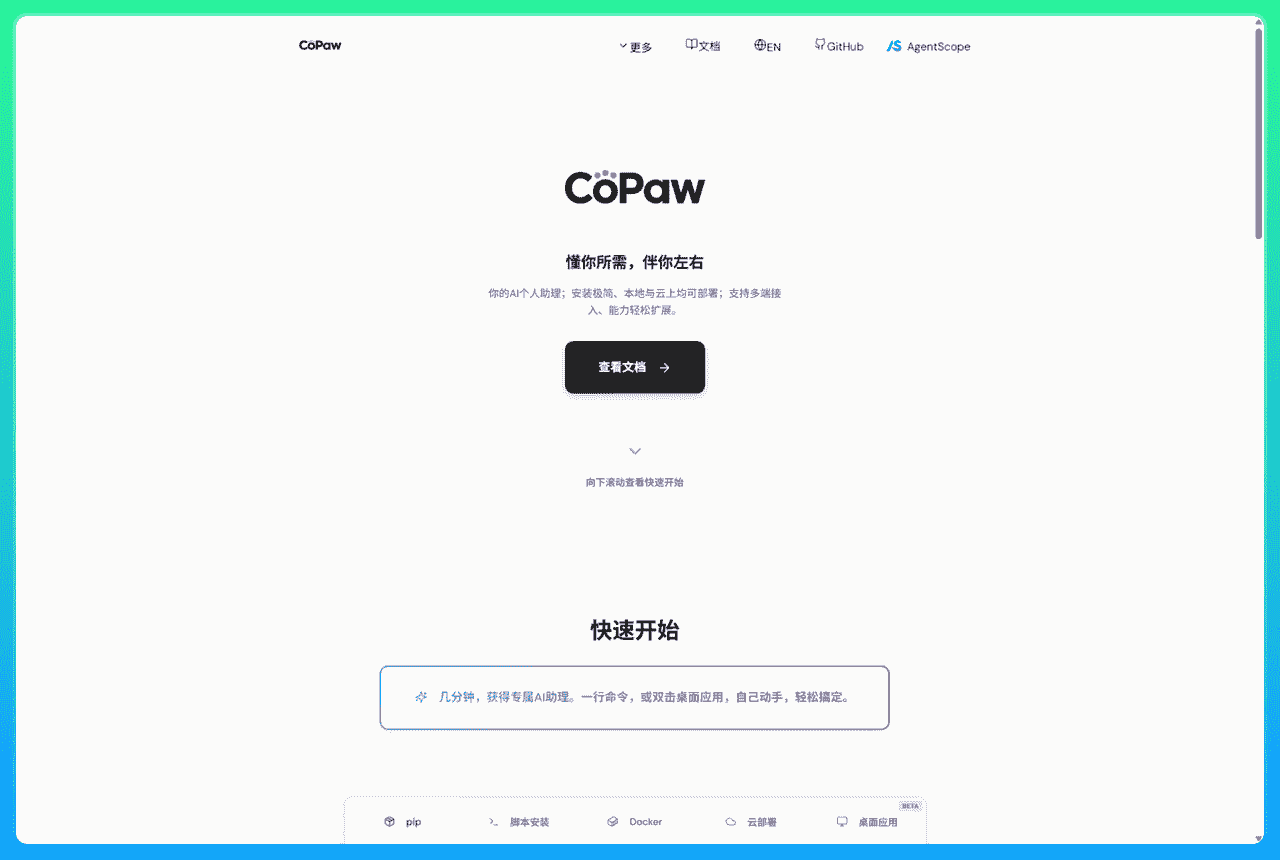 CoPaw
更多
文档
EN
GitHub
AgentScope
CoPaw
懂你所需，伴你左右
你的AI个人助理；安装极简、本地与云上均可部署；支持多端接
入、能力轻松扩展。
查看文档 →
向下滚动查看快速开始
快速开始
几分钟，获得专属AI助理。一行命令，或双击桌面应用，自己动手，轻松搞定。
BETA
pip
脚本安装
Docker
云部署
桌面应用